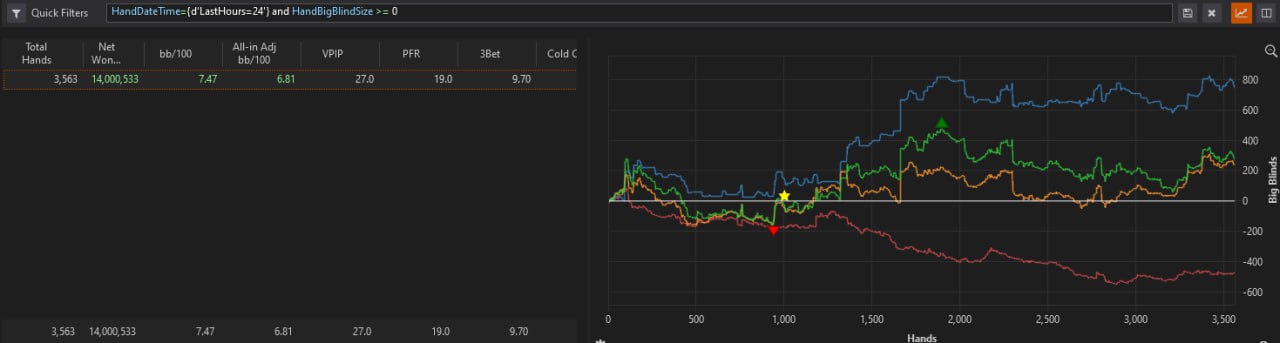 Quick Filters HandDateTime={d'LastHours=24'} and HandBigBlindSize >= 0
Total Hands Net Won... bb/100 All-in Adj bb/100 VPIP PFR 3Bet Cold C
3,563 14,000,533 7.47 6.81 27.0 19.0 9.70
3,563 14,000,533 7.47 6.81 27.0 19.0 9.70
800
600
400
200
0
-200
-400
-600
Big Blinds
0 500 1,000 1,500 2,000 2,500 3,000 3,500
Hands